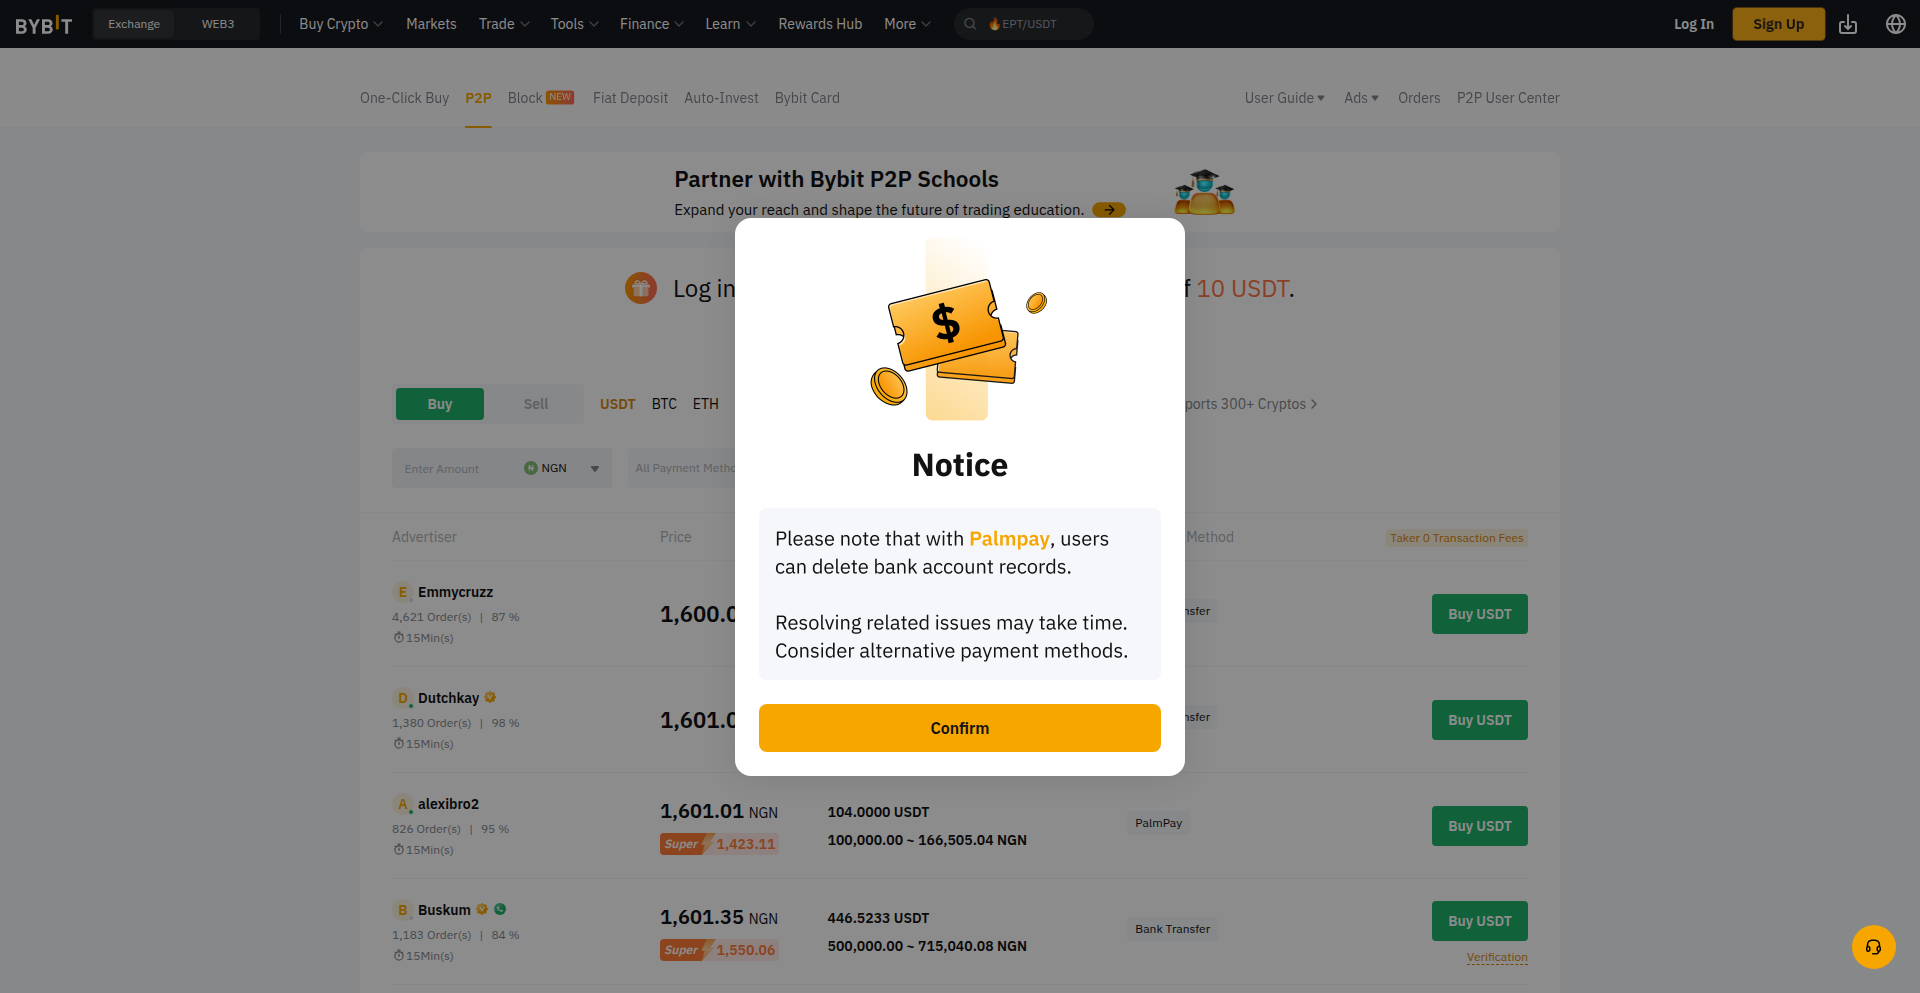 BYBIT Exchange WEB3 Buy Crypto Markets Trade Tools Finance Learn Rewards Hub More 🔥EPT/USDT Log In Sign Up
One-Click Buy P2P Block NEW Fiat Deposit Auto-Invest Bybit Card User Guide Ads Orders P2P User Center
Partner with Bybit P2P Schools
Expand your reach and shape the future of trading education.
Log in f 10 USDT.
$
Buy Sell USDT BTC ETH ports 300+ Cryptos
Enter Amount N NGN All Payment Metho
Notice
Please note that with Palmpay, users
can delete bank account records.
Resolving related issues may take time.
Consider alternative payment methods.
Confirm
Advertiser Price Method Taker 0 Transaction Fees
E Emmycruzz
4,621 Order(s) | 87 %
15Min(s)
1,600.0 nsfer Buy USDT
D Dutchkay
1,380 Order(s) | 98 %
15Min(s)
1,601.0 nsfer Buy USDT
A alexibro2
826 Order(s) | 95 %
15Min(s)
1,601.01 NGN
Super 1,423.11
104.0000 USDT
100,000.00 ~ 166,505.04 NGN
PalmPay
Buy USDT
B Buskum
1,183 Order(s) | 84 %
15Min(s)
1,601.35 NGN
Super 1,550.06
446.5233 USDT
500,000.00 ~ 715,040.08 NGN
Bank Transfer
Buy USDT
Verification